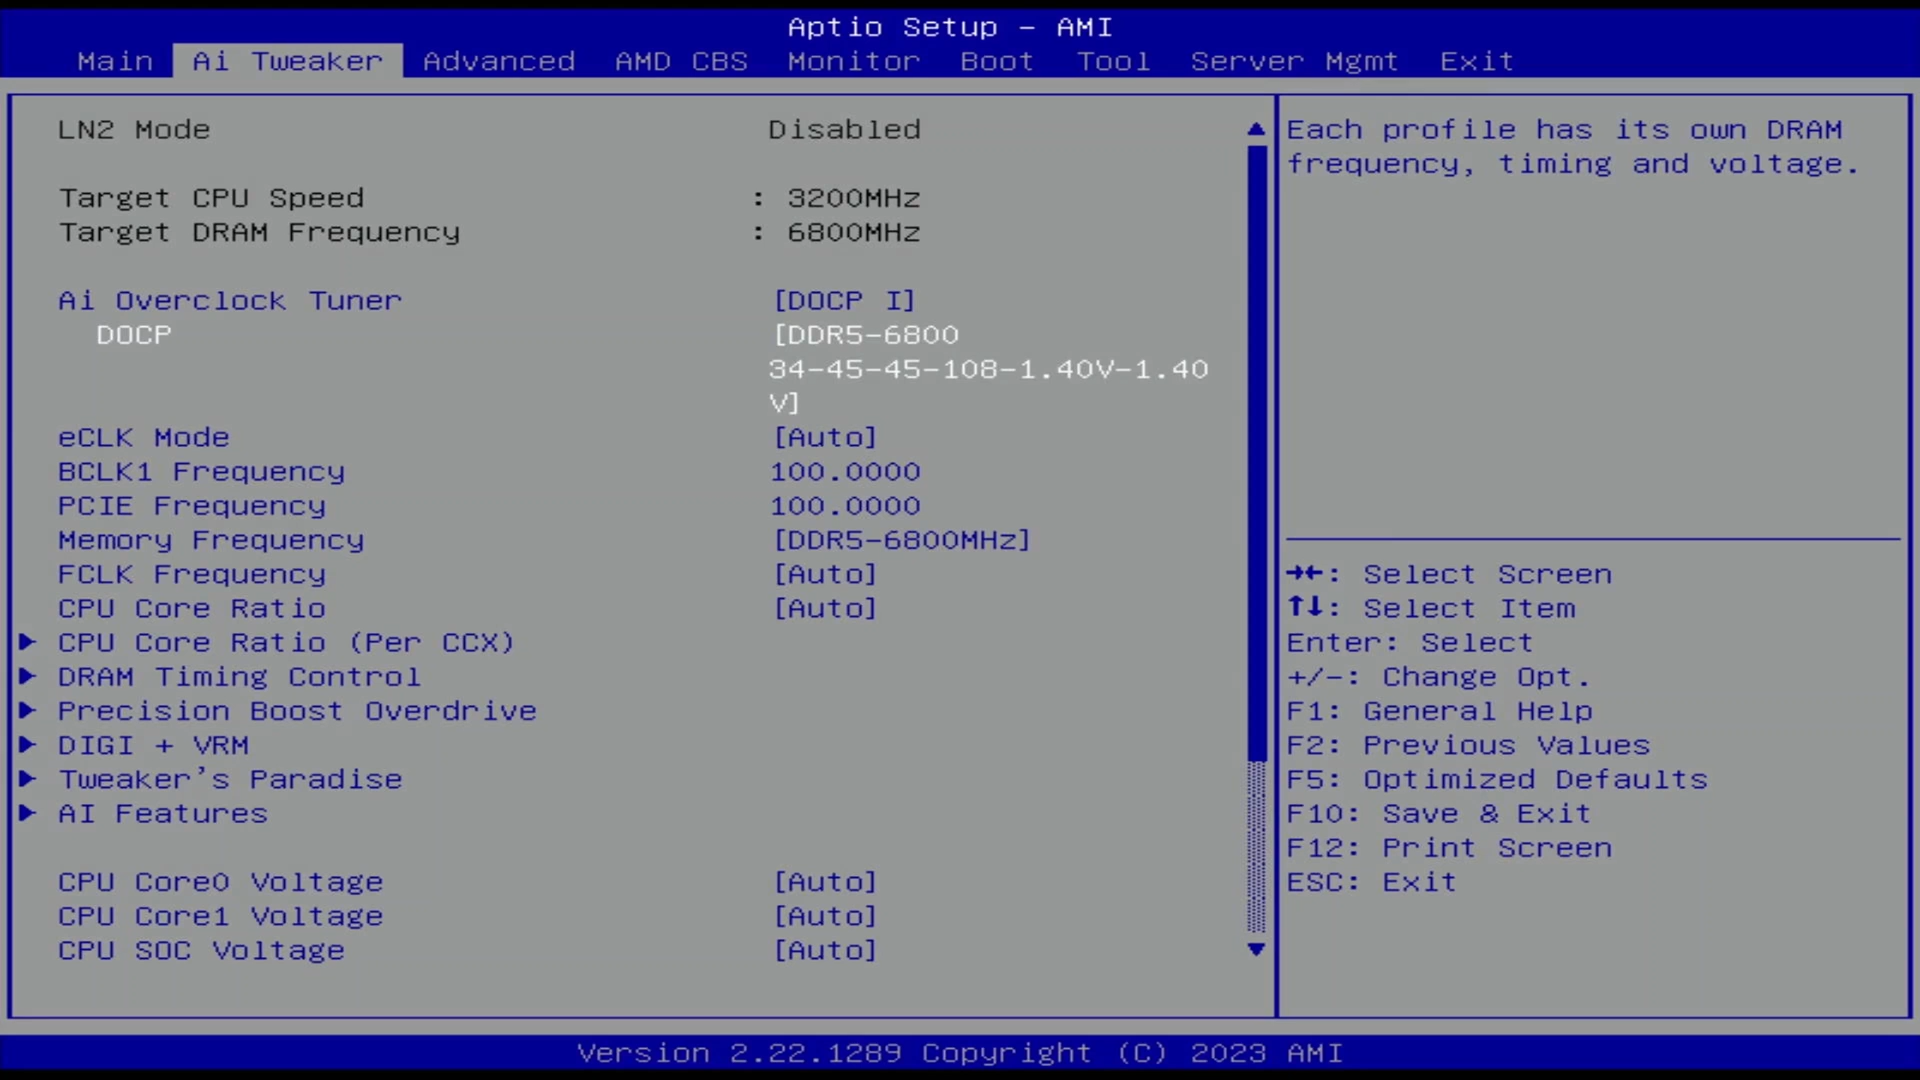 Aptio Setup – AMI
Main Ai Tweaker Advanced AMD CBS Monitor Boot Tool Server Mgmt Exit
LN2 Mode Disabled
Target CPU Speed : 3200MHz
Target DRAM Frequency : 6800MHz
Ai Overclock Tuner [DOCP I]
DOCP [DDR5-6800
34-45-45-108-1.40V-1.40
V]
eCLK Mode [Auto]
BCLK1 Frequency 100.0000
PCIE Frequency 100.0000
Memory Frequency [DDR5-6800MHz]
FCLK Frequency [Auto]
CPU Core Ratio [Auto]
▶ CPU Core Ratio (Per CCX)
▶ DRAM Timing Control
▶ Precision Boost Overdrive
▶ DIGI + VRM
▶ Tweaker's Paradise
▶ AI Features
CPU Core0 Voltage [Auto]
CPU Core1 Voltage [Auto]
CPU SOC Voltage [Auto]
Each profile has its own DRAM
frequency, timing and voltage.
→←: Select Screen
↑↓: Select Item
Enter: Select
+/-: Change Opt.
F1: General Help
F2: Previous Values
F5: Optimized Defaults
F10: Save & Exit
F12: Print Screen
ESC: Exit
Version 2.22.1289 Copyright (C) 2023 AMI